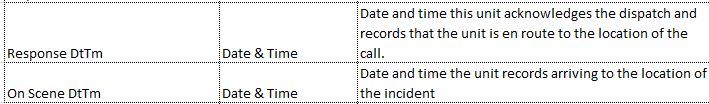 Date and time this unit acknowledges the dispatch and
records that the unit is en route to the location of the
Response DtTm Date & Time call.
Date and time the unit records arriving to the location of
On Scene DtTm Date & Time the incident